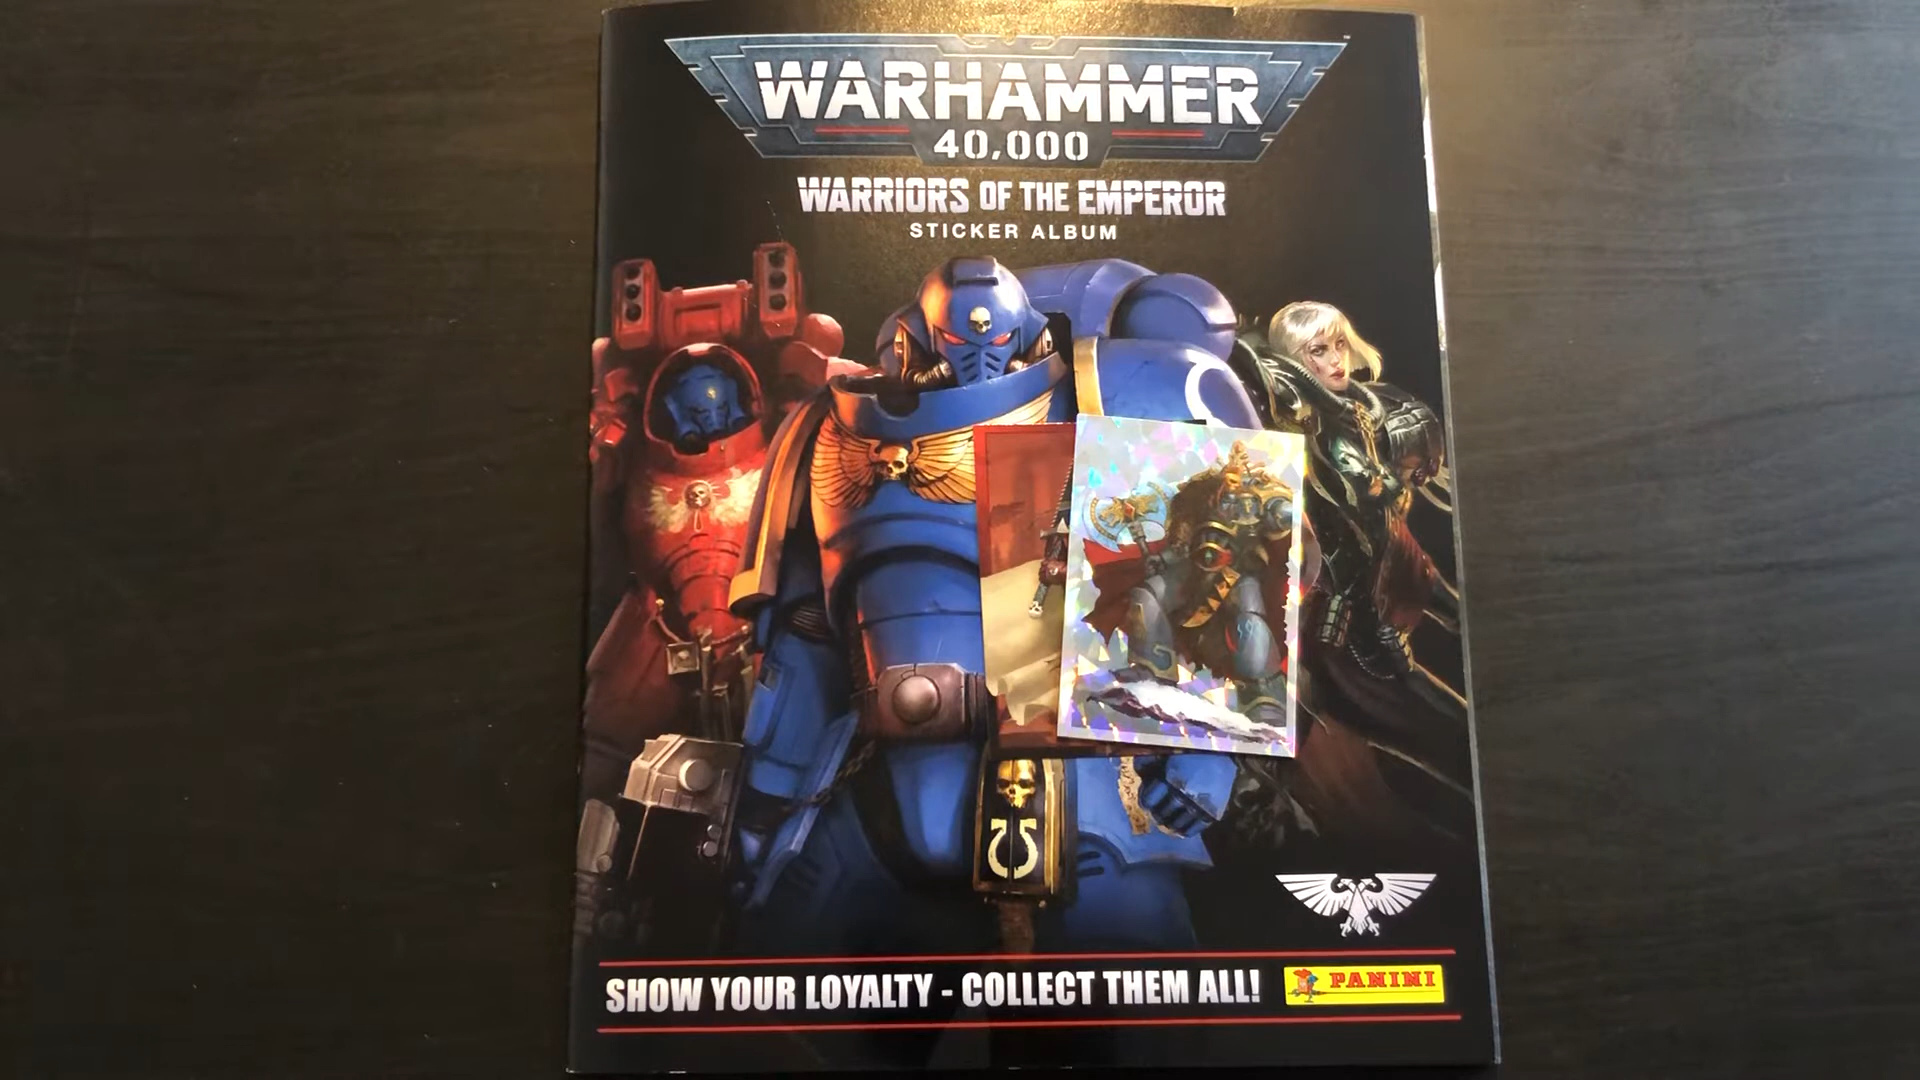 WARHAMMER
40,000
WARRIORS OF THE EMPEROR
STICKER ALBUM
SHOW YOUR LOYALTY - COLLECT THEM ALL!
PANINI